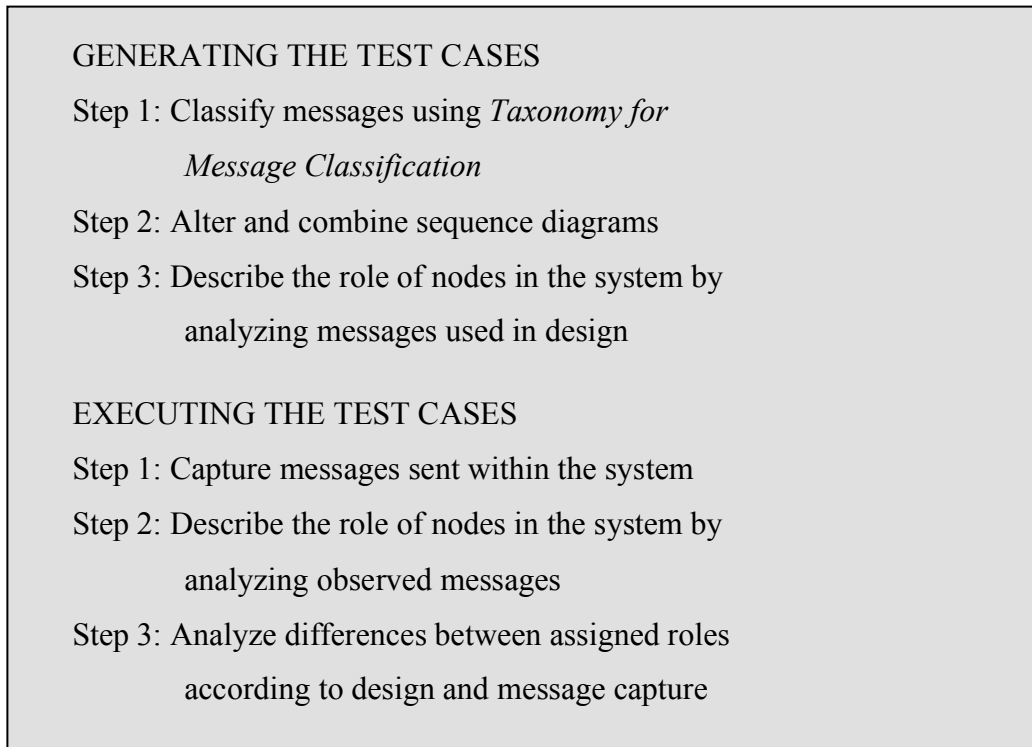 GENERATING THE TEST CASES
Step 1: Classify messages using Taxonomy for
Message Classification
Step 2: Alter and combine sequence diagrams
Step 3: Describe the role of nodes in the system by
analyzing messages used in design
EXECUTING THE TEST CASES
Step 1: Capture messages sent within the system
Step 2: Describe the role of nodes in the system by
analyzing observed messages
Step 3: Analyze differences between assigned roles
according to design and message capture